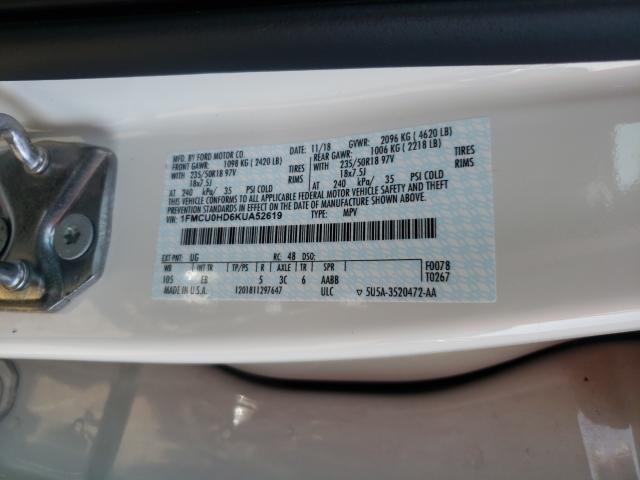 MFD. BY FORD MOTOR CO. 11/18 GVWR: 2096 KG ( 4620 LB)
FRONT GAWR: 1098 KG ( 2420 LB) REAR GAWR: 1006 KG ( 2218 LB)
WITH 235/50R18 97V TIRES WITH 235/50R18 97V TIRES
18x7.5J RIMS 18x7.5J RIMS
AT 240 kPa/ 35 PSI COLD AT 240 kPa/ 35 PSI COLD
THIS VEHICLE CONFORMS TO ALL APPLICABLE FEDERAL MOTOR VEHICLE SAFETY AND THEFT PREVENTION STANDARDS IN EFFECT ON THE DATE OF MANUFACTURE SHOWN ABOVE.
VIN: 1FMCU0HD6KUA52619 TYPE: MPV
EXT PNT: UG RC: 48 DSO: F0078
WB INT TR TP/PS R AXLE TR SPR T0267
105 EB 5 3C 6 AABB
MADE IN U.S.A. 1201811297647 ULC ▽ 5U5A-3520472-AA